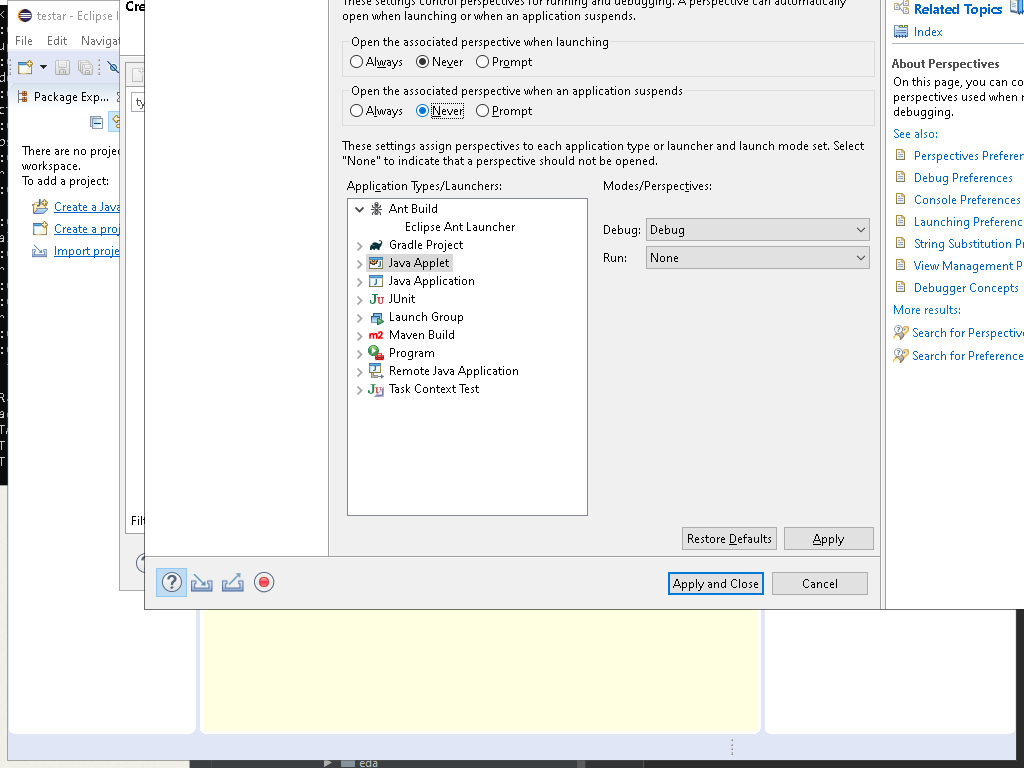 testar - Eclipse I
File Edit Navigat
Package Exp...
There are no proje
workspace.
To add a project:
Create a Java
Create a proj
Import proje
Cre
ty
Filt
These settings control perspectives for running and debugging. A perspective can automatically
open when launching or when an application suspends.
Open the associated perspective when launching
Always Never Prompt
Open the associated perspective when an application suspends
Always Never Prompt
These settings assign perspectives to each application type or launcher and launch mode set. Select
"None" to indicate that a perspective should not be opened.
Application Types/Launchers:
Ant Build
Eclipse Ant Launcher
Gradle Project
Java Applet
Java Application
JUnit
Launch Group
Maven Build
Program
Remote Java Application
Task Context Test
Modes/Perspectives:
Debug: Debug
Run: None
Restore Defaults Apply
Apply and Close Cancel
Related Topics
Index
About Perspectives
On this page, you can co
perspectives used when r
debugging.
See also:
Perspectives Preferen
Debug Preferences
Console Preferences
Launching Preferenc
String Substitution Pr
View Management P
Debugger Concepts
More results:
Search for Perspective
Search for Preference
eda